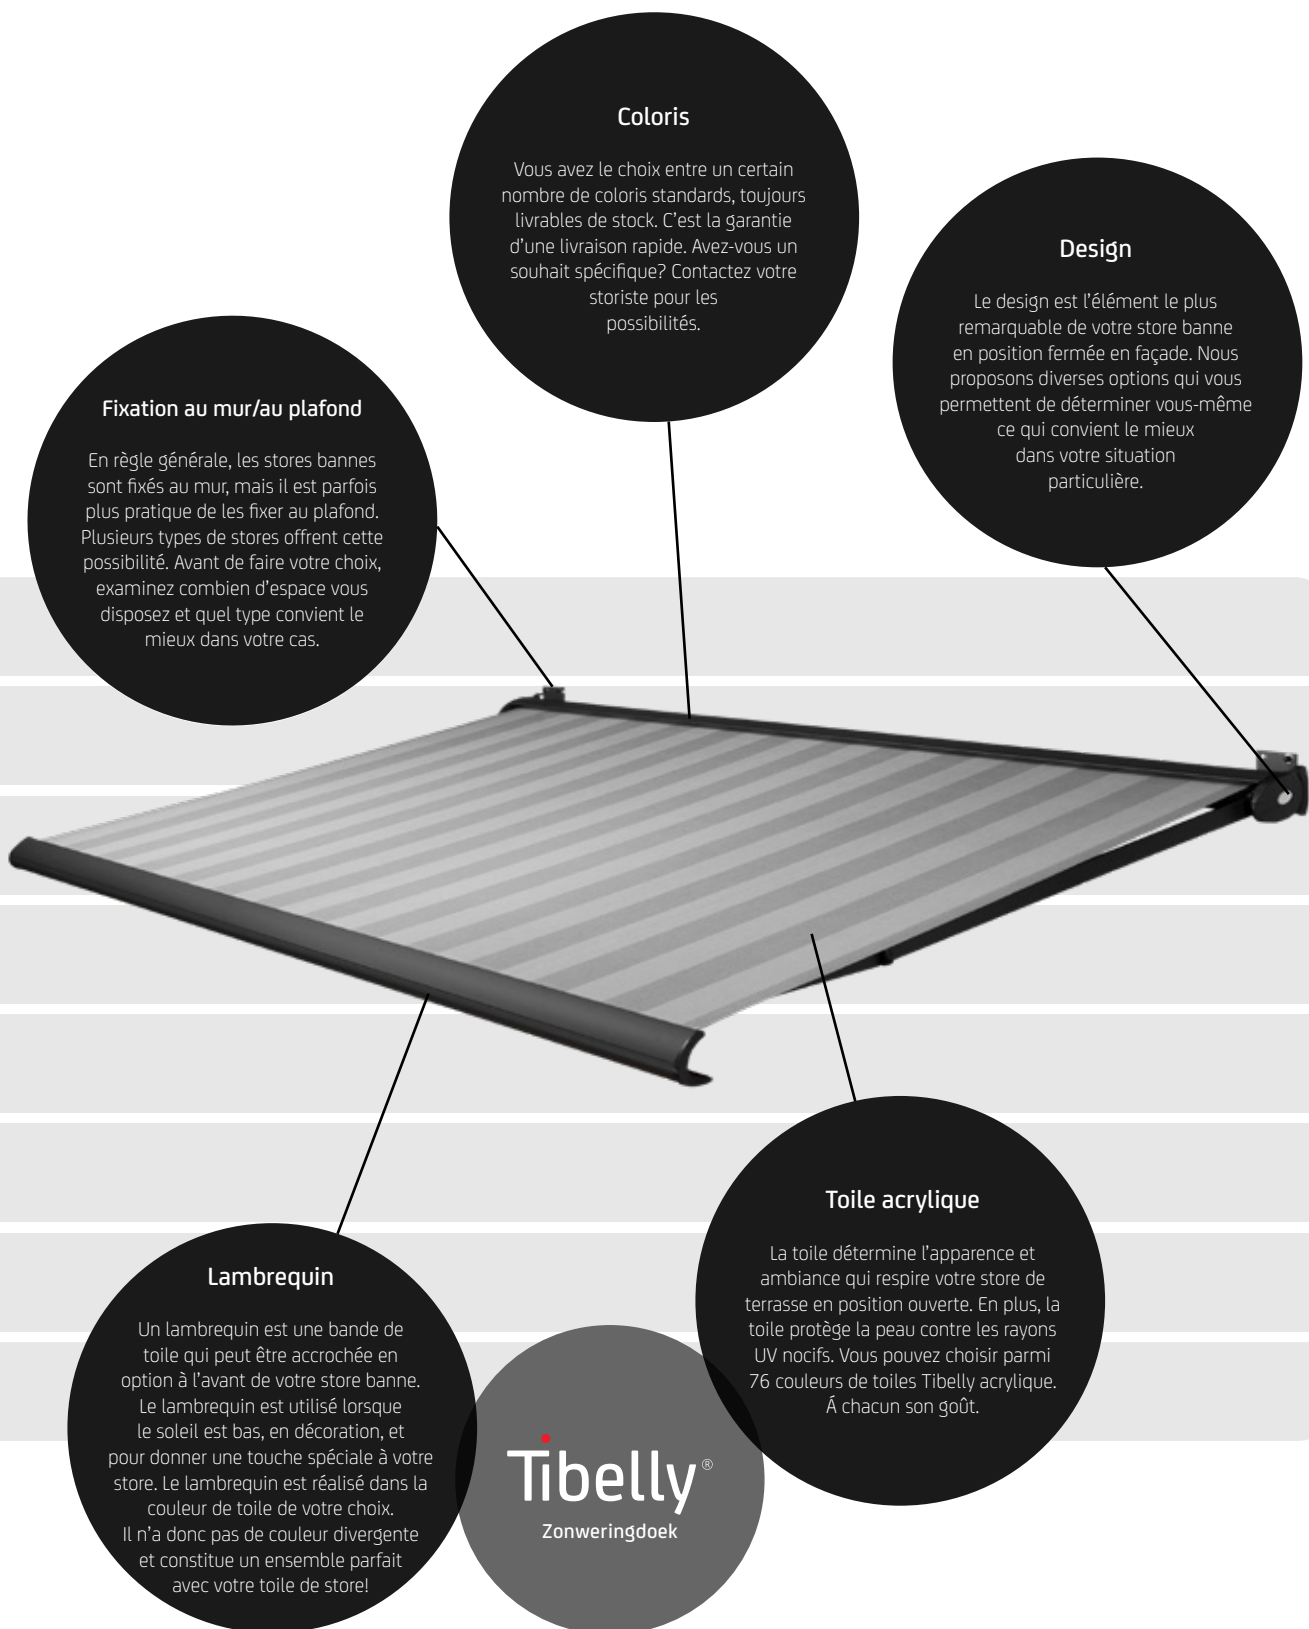 Coloris
Vous avez le choix entre un certain
nombre de coloris standards, toujours
livrables de stock. C'est la garantie
d'une livraison rapide. Avez-vous un
souhait spécifique? Contactez votre
storiste pour les
possibilités.
Design
Le design est l'élément le plus
remarquable de votre store banne
en position fermée en façade. Nous
proposons diverses options qui vous
permettent de déterminer vous-même
ce qui convient le mieux
dans votre situation
particulière.
Fixation au mur/au plafond
En règle générale, les stores bannes
sont fixés au mur, mais il est parfois
plus pratique de les fixer au plafond.
Plusieurs types de stores offrent cette
possibilité. Avant de faire votre choix,
examinez combien d'espace vous
disposez et quel type convient le
mieux dans votre cas.
Toile acrylique
La toile détermine l'apparence et
ambiance qui respire votre store de
terrasse en position ouverte. En plus, la
toile protège la peau contre les rayons
UV nocifs. Vous pouvez choisir parmi
76 couleurs de toiles Tibelly acrylique.
Á chacun son goût.
Lambrequin
Un lambrequin est une bande de
toile qui peut être accrochée en
option à l'avant de votre store banne.
Le lambrequin est utilisé lorsque
le soleil est bas, en décoration, et
pour donner une touche spéciale à votre
store. Le lambrequin est réalisé dans la
couleur de toile de votre choix.
Il n'a donc pas de couleur divergente
et constitue un ensemble parfait
avec votre toile de store!
Tibelly®
Zonweringdoek